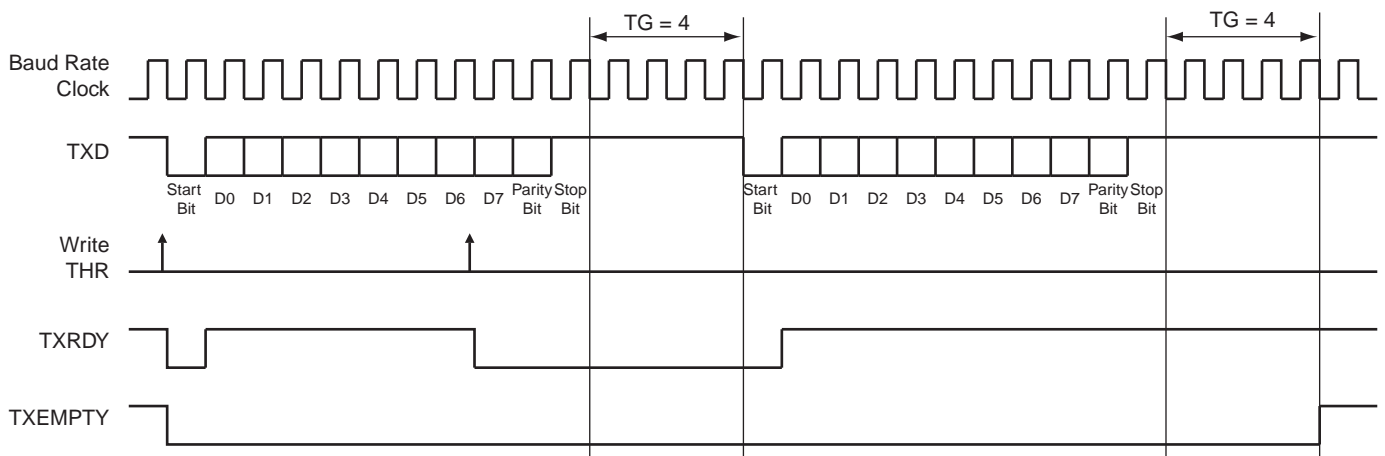 TG = 4
TG = 4
Baud Rate
Clock
TXD
Start
Bit
D0
D1
D2
D3
D4
D5
D6
D7
Parity
Bit
Stop
Bit
Start
Bit
D0
D1
D2
D3
D4
D5
D6
D7
Parity
Bit
Stop
Bit
Write
THR
TXRDY
TXEMPTY